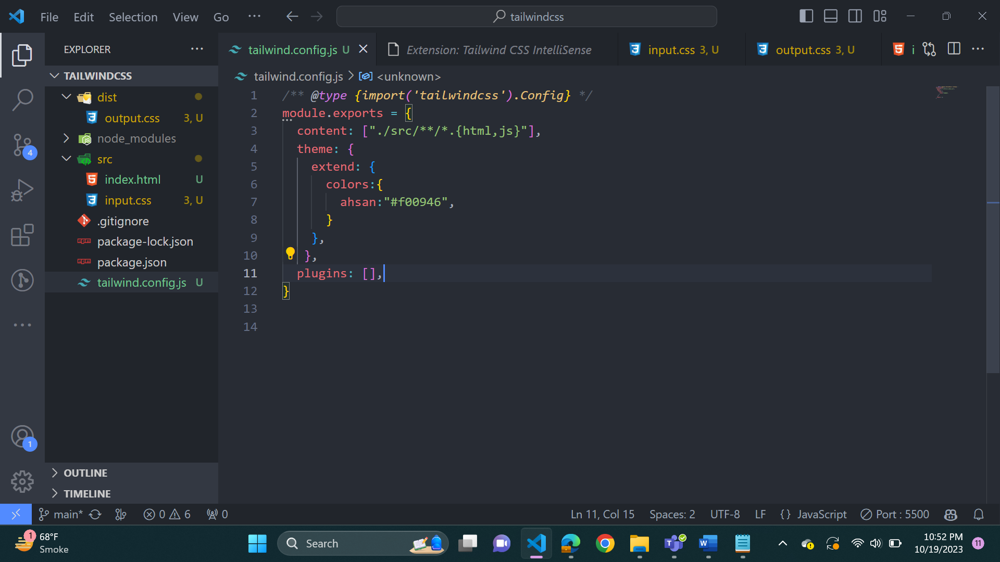 File Edit Selection View Go ··· tailwindcss
EXPLORER ···
tailwind.config.js U
Extension: Tailwind CSS IntelliSense
input.css 3, U
output.css 3, U
i ···
TAILWINDCSS
dist
output.css 3, U
node_modules
src
index.html U
input.css 3, U
.gitignore
package-lock.json
package.json
tailwind.config.js U
OUTLINE
TIMELINE
4
1
tailwind.config.js > <unknown>
1 /** @type {import('tailwindcss').Config} */
2 module.exports = {
3 content: ["./src/**/*.{html,js}"],
4 theme: {
5 extend: {
6 colors:{
7 ahsan:"#f00946",
8 }
9 },
10 },
11 plugins: [],
12 }
13
14
main* 0 6 0 Ln 11, Col 15 Spaces: 2 UTF-8 LF {} JavaScript Port : 5500
1 68°F
Smoke
Search
10:52 PM
10/19/2023
11